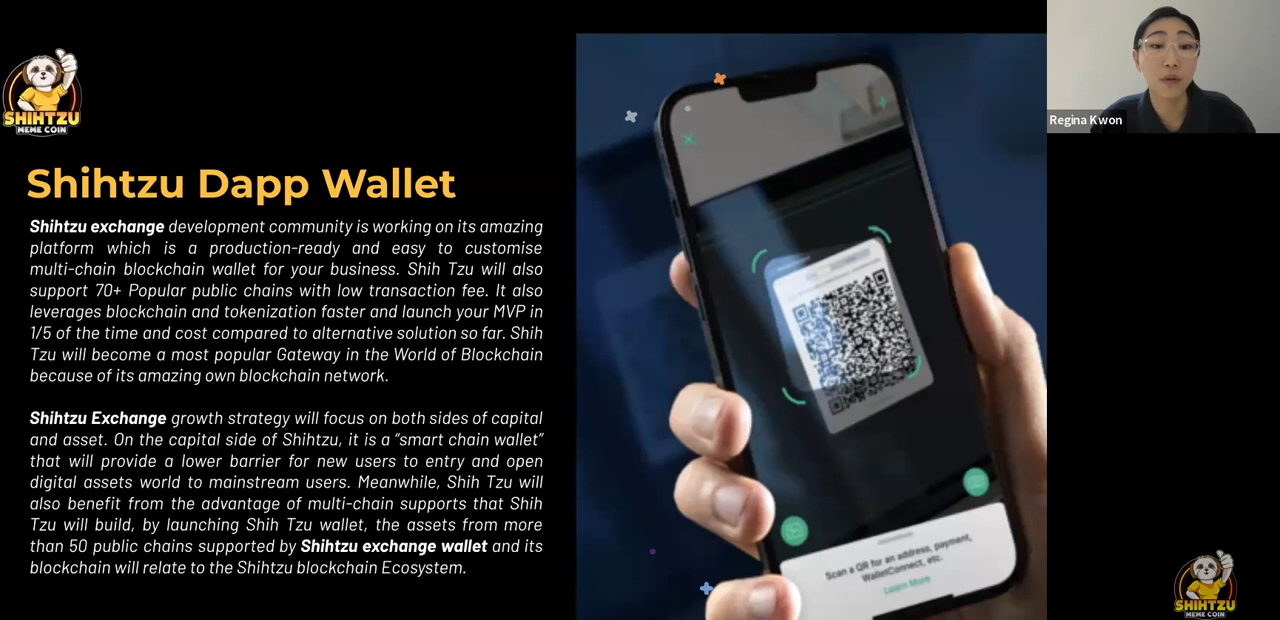 SHIHTZU
MEME COIN
Shihtzu Dapp Wallet
Shihtzu exchange development community is working on its amazing
platform which is a production-ready and easy to customise
multi-chain blockchain wallet for your business. Shih Tzu will also
support 70+ Popular public chains with low transaction fee. It also
leverages blockchain and tokenization faster and launch your MVP in
1/5 of the time and cost compared to alternative solution so far. Shih
Tzu will become a most popular Gateway in the World of Blockchain
because of its amazing own blockchain network.
Shihtzu Exchange growth strategy will focus on both sides of capital
and asset. On the capital side of Shihtzu, it is a “smart chain wallet”
that will provide a lower barrier for new users to entry and open
digital assets world to mainstream users. Meanwhile, Shih Tzu will
also benefit from the advantage of multi-chain supports that Shih
Tzu will build, by launching Shih Tzu wallet, the assets from more
than 50 public chains supported by Shihtzu exchange wallet and its
blockchain will relate to the Shihtzu blockchain Ecosystem.
Scan a QR for an address, payment,
WalletConnect, etc.
Learn More
Regina Kwon
SHIHTZU
MEME COIN